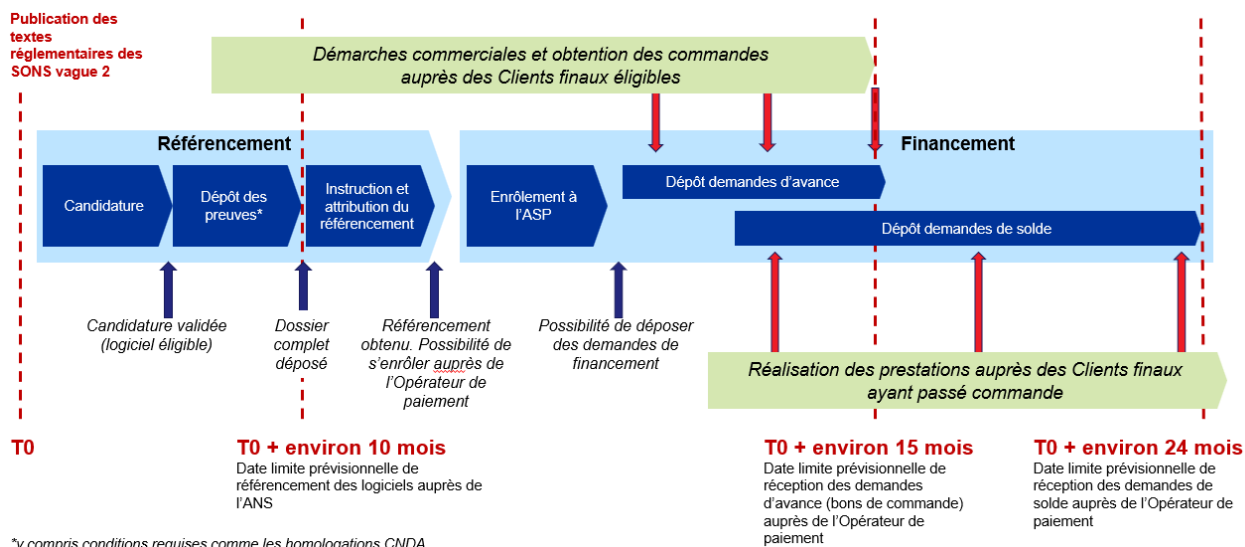 Publication des
textes
réglementaires des
SONS vague 2
Démarches commerciales et obtention des commandes
auprès des Clients finaux éligibles
Référencement
Financement
Candidature
Dépôt des
preuves*
Instruction et
attribution du
référencement
Enrôlement à
l'ASP
Dépôt demandes d'avance
Dépôt demandes de solde
Candidature validée
(logiciel éligible)
Dossier
complet
déposé
Référencement
obtenu. Possibilité de
s'enrôler auprès de
l'Opérateur de
paiement
Possibilité de déposer
des demandes de
financement
Réalisation des prestations auprès des Clients finaux
ayant passé commande
T0
T0 + environ 10 mois
Date limite prévisionnelle de
référencement des logiciels auprès de
l'ANS
T0 + environ 15 mois
Date limite prévisionnelle de
réception des demandes
d'avance (bons de commande)
auprès de l'Opérateur de
paiement
T0 + environ 24 mois
Date limite prévisionnelle de
réception des demandes de
solde auprès de l'Opérateur de
paiement
*y compris conditions requises comme les homologations CNDA